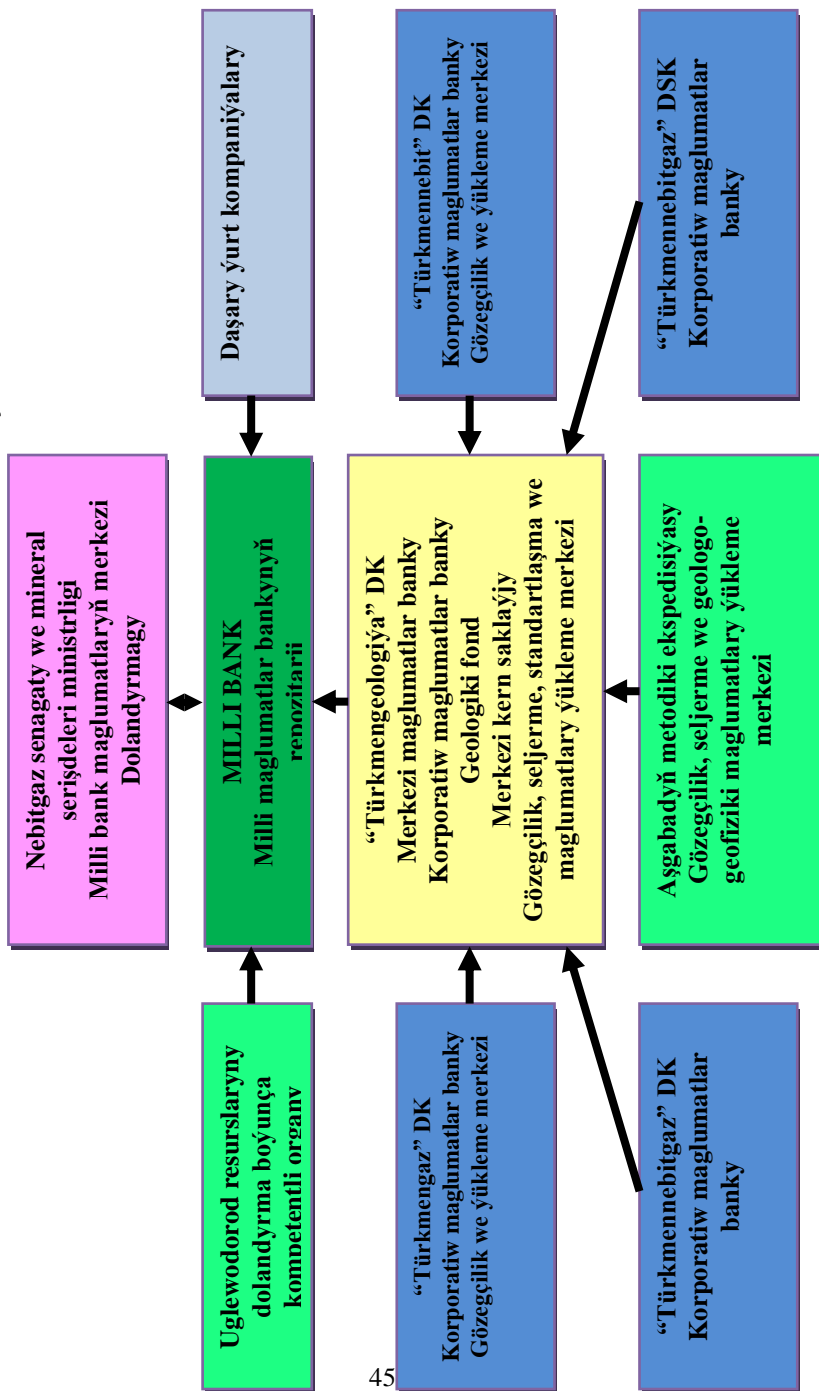 Nebitgaz senagaty we mineral
serişdeleri ministrligi
Milli bank maglumatlaryň merkezi
Dolandyrmagy
Uglewodorod resurslaryny
dolandyrma boýunça
kompetentli organy
MILLI BANK
Milli maglumatlar bankynyň
repozitarii
Daşary ýurt kompaniýalary
“Türkmengaz” DK
Korporatiw maglumatlar banky
Gözegçilik we ýükleme merkezi
“Türkmengeologiýa” DK
Merkezi maglumatlar banky
Korporatiw maglumatlar banky
Geologiki fond
Merkezi kern saklaýjy
Gözegçilik, seljerme, standartlaşma we
maglumatlary ýükleme merkezi
“Türkmennebit” DK
Korporatiw maglumatlar banky
Gözegçilik we ýükleme merkezi
“Türkmennebitgaz” DK
Korporatiw maglumatlar
banky
Aşgabadyň metodiki ekspedisiýasy
Gözegçilik, seljerme we geologo-
geofiziki maglumatlary ýükleme
merkezi
“Türkmennebitgaz” DSK
Korporatiw maglumatlar
banky
45